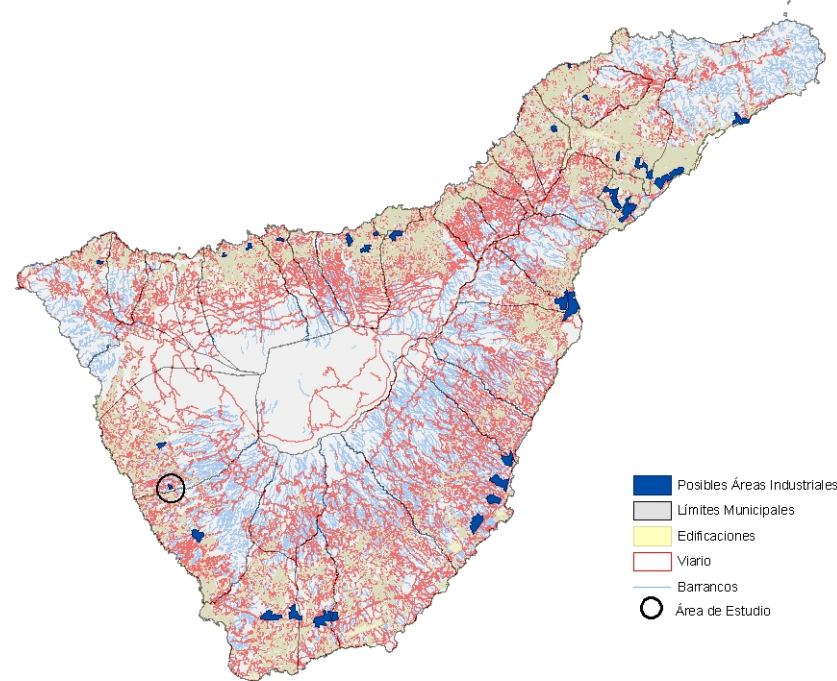 Posibles Áreas Industriales
Límites Municipales
Edificaciones
Viario
Barrancos
Área de Estudio